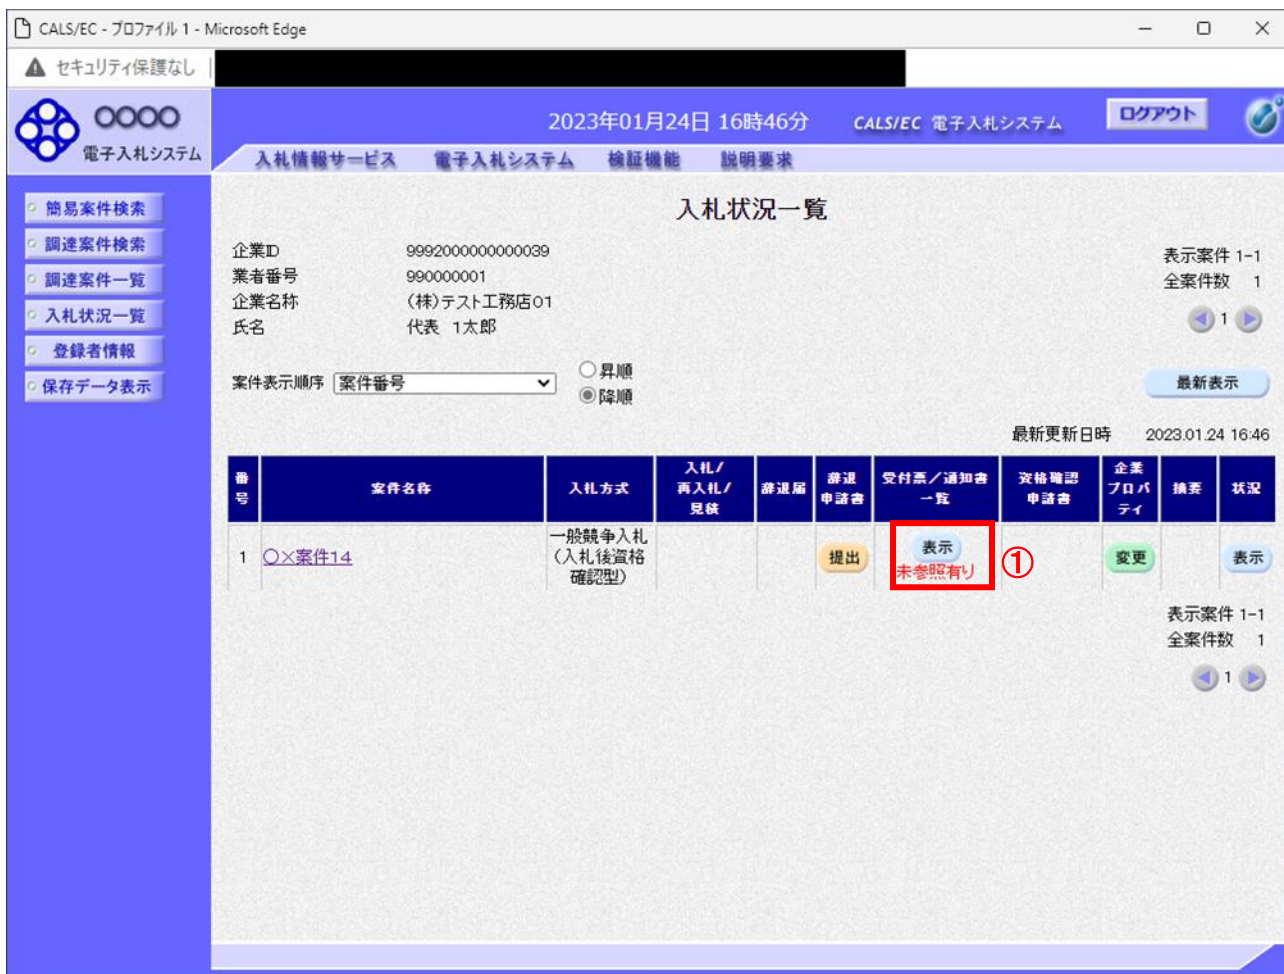 CALS/EC - プロファイル 1 - Microsoft Edge
セキュリティ保護なし
〇〇〇〇
電子入札システム
2023年01月24日 16時46分
CALS/EC 電子入札システム
ログアウト
入札情報サービス 電子入札システム 検証機能 説明要求
簡易案件検索
調達案件検索
調達案件一覧
入札状況一覧
登録者情報
保存データ表示
入札状況一覧
企業ID 9992000000000039
業者番号 990000001
企業名称 (株)テスト工務店01
氏名 代表 1太郎
表示案件 1-1
全案件数 1
1
案件表示順序 案件番号
昇順
降順
最新表示
最新更新日時 2023.01.24 16:46
番号 案件名称 入札方式 入札/再入札/見積 辞退届 辞退申請書 受付票/通知書一覧 資格確認申請書 企業プロパティ 摘要 状況
1 〇×案件14 一般競争入札(入札後資格確認型) 提出 表示 未参照有り 変更 表示
①
表示案件 1-1
全案件数 1
1